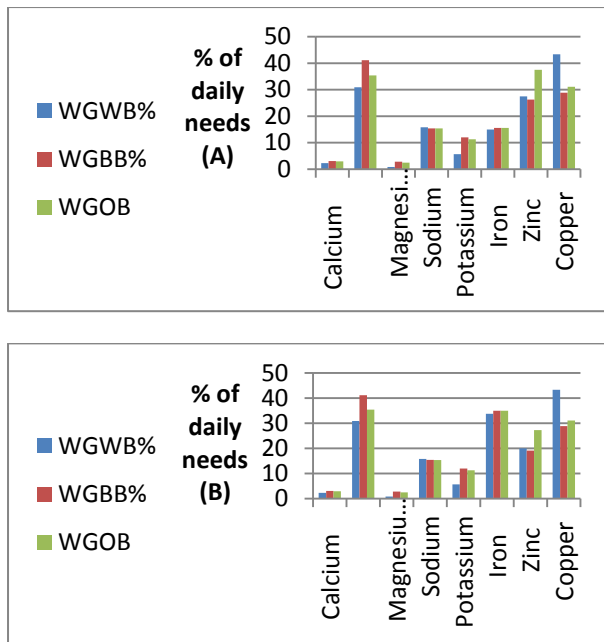 % of
daily
needs
(A)
WGWB%
WGBB%
WGOB
50
40
30
20
10
0
Calcium
Magnesi...
Sodium
Potassium
Iron
Zinc
Copper
% of
daily
needs
(B)
WGWB%
WGBB%
WGOB
50
40
30
20
10
0
Calcium
Magnesiu...
Sodium
Potassium
Iron
Zinc
Copper